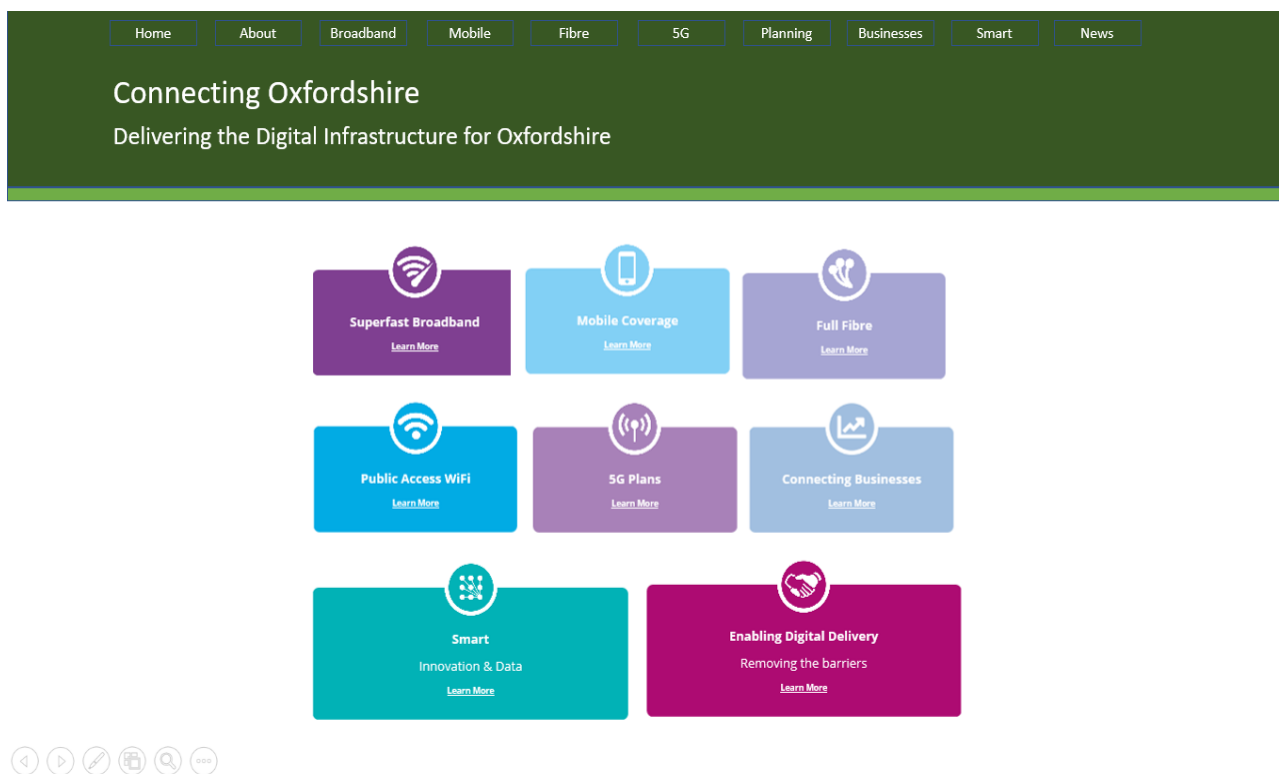 Home About Broadband Mobile Fibre 5G Planning Businesses Smart News
Connecting Oxfordshire
Delivering the Digital Infrastructure for Oxfordshire
Superfast Broadband
Learn More
Mobile Coverage
Learn More
Full Fibre
Learn More
Public Access WiFi
Learn More
5G Plans
Learn More
Connecting Businesses
Learn More
Smart
Innovation & Data
Learn More
Enabling Digital Delivery
Removing the barriers
Learn More